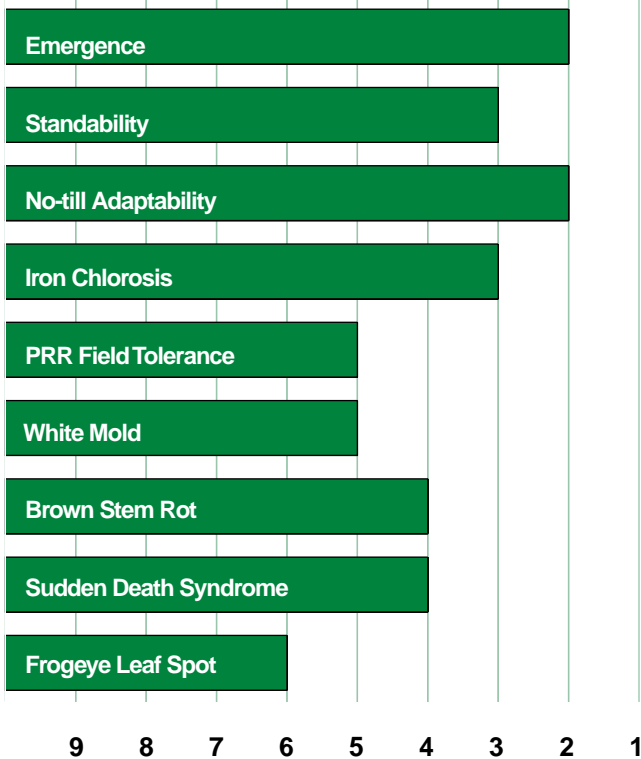 Emergence
Standability
No-till Adaptability
Iron Chlorosis
PRR Field Tolerance
White Mold
Brown Stem Rot
Sudden Death Syndrome
Frogeye Leaf Spot
9 8 7 6 5 4 3 2 1